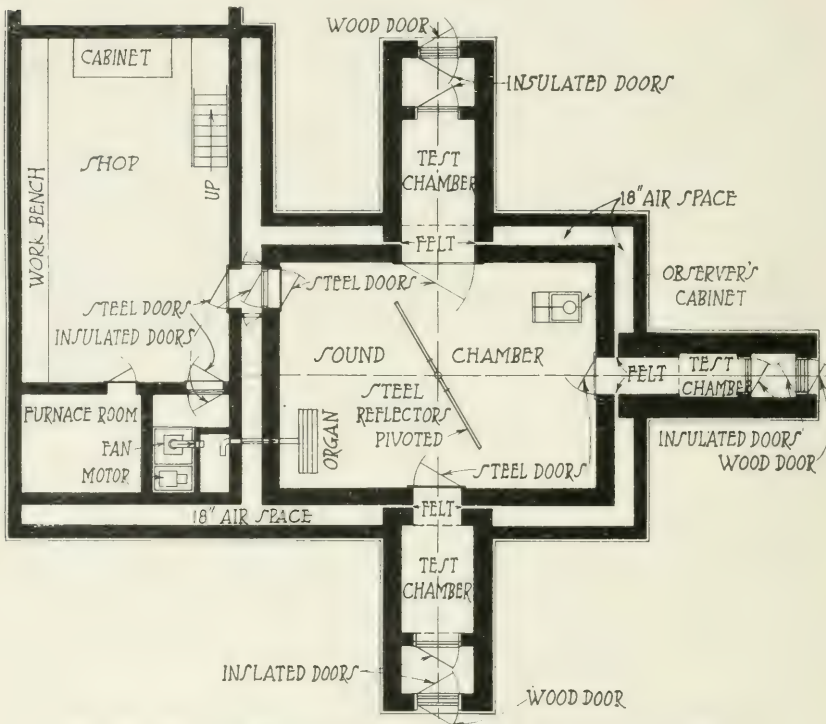 WOOD DOOR
CABINET
INSULATED DOORS
SHOP
TEST
CHAMBER
UP
WORK BENCH
18" AIR SPACE
FELT
OBSERVER'S
CABINET
STEEL DOORS
STEEL DOORS
INSULATED DOORS
SOUND CHAMBER
FELT
TEST
CHAMBER
STEEL
REFLECTORS
PIVOTED
FURNACE ROOM
FAN
MOTOR
ORGAN
INSULATED DOORS
WOOD DOOR
STEEL DOORS
18" AIR SPACE
FELT
TEST
CHAMBER
INSLATED DOORS
WOOD DOOR